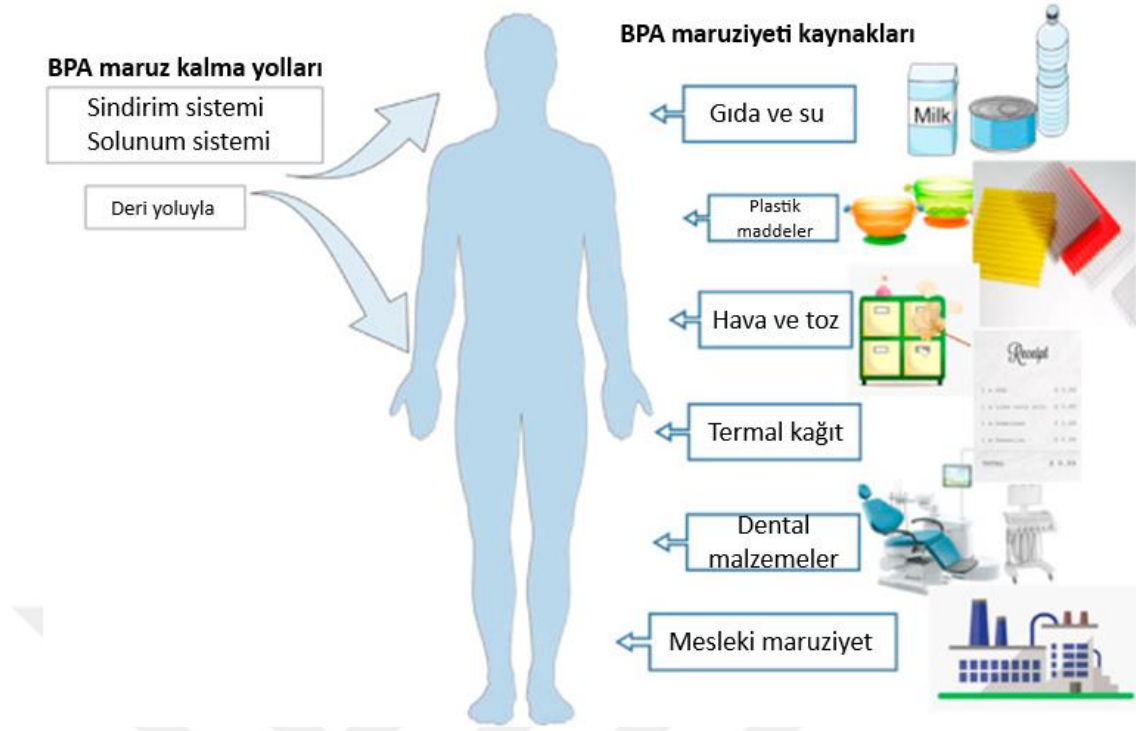 BPA maruz kalma yolları
Sindirim sistemi
Solunum sistemi
Deri yoluyla
BPA maruziyeti kaynakları
Gıda ve su
Milk
Plastik
maddeler
Hava ve toz
Receipt
Termal kağıt
TOTAL
Dental
malzemeler
Mesleki maruziyet